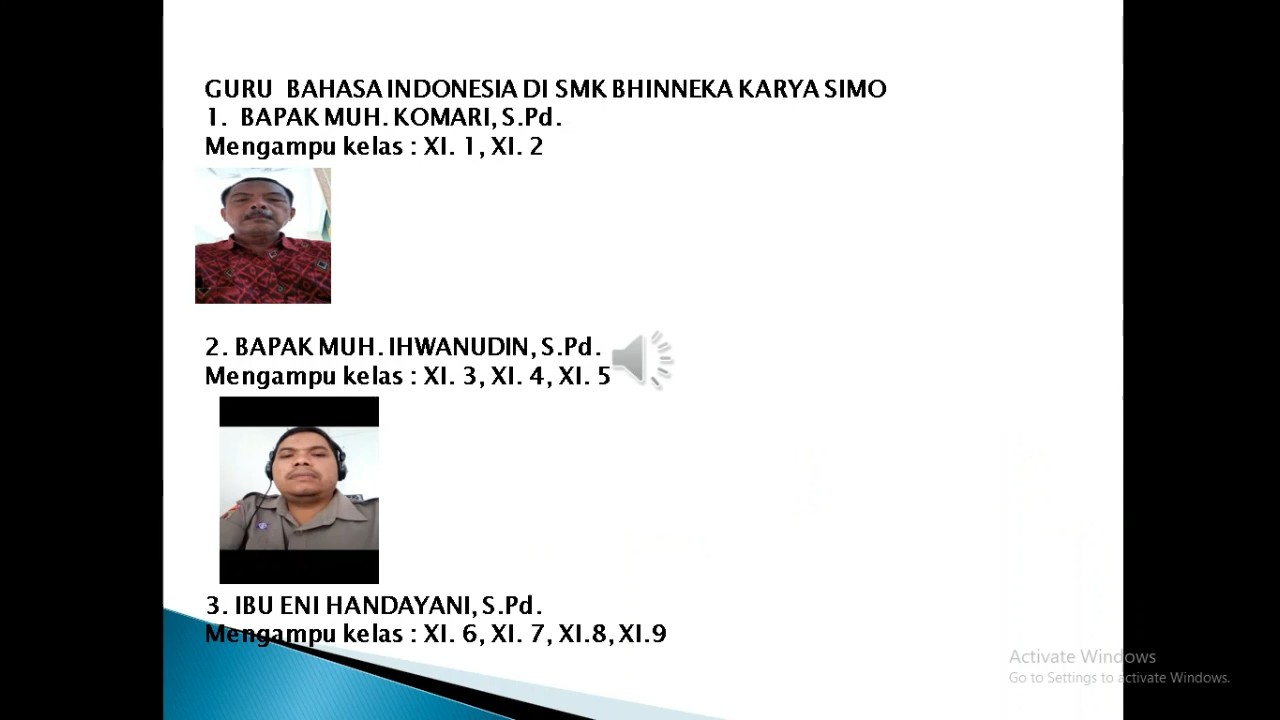 GURU BAHASA INDONESIA DI SMK BHINNEKA KARYA SIMO
1. BAPAK MUH. KOMARI, S.Pd.
Mengampu kelas : XI. 1, XI. 2
2. BAPAK MUH. IHWANUDIN, S.Pd.
Mengampu kelas : XI. 3, XI. 4, XI. 5
3. IBU ENI HANDAYANI, S.Pd.
Mengampu kelas : XI. 6, XI. 7, XI.8, XI.9
Activate Windows
Go to Settings to activate Windows.